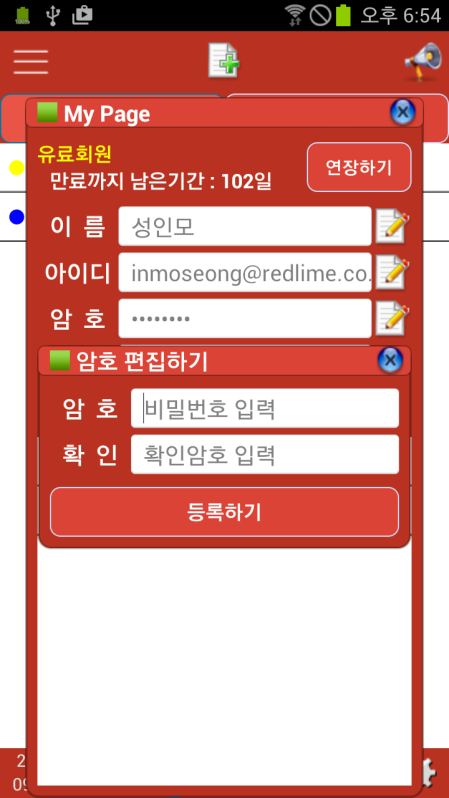 100%
오후 6:54
My Page
유료회원
만료까지 남은기간 : 102일
연장하기
이 름 성인모
아이디 inmoseong@redlime.co.
암 호 ••••••••
암호 편집하기
암 호 비밀번호 입력
확 인 확인암호 입력
등록하기
2
09